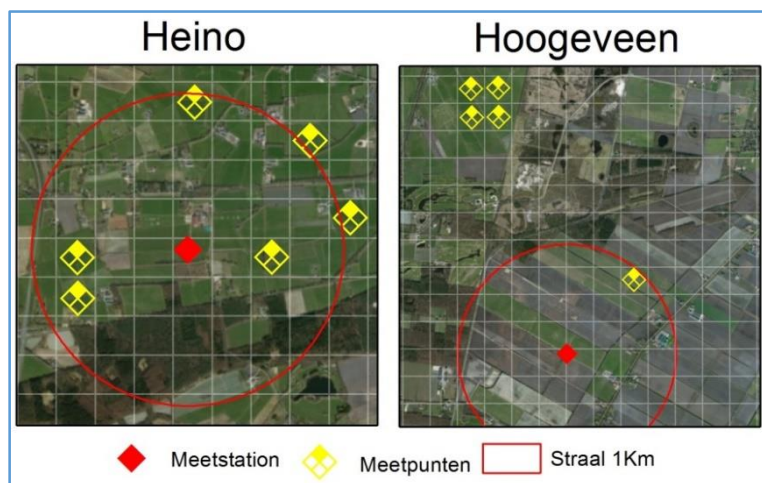 Heino
Hoogeveen
Meetstation
Meetpunten
Straal 1Km